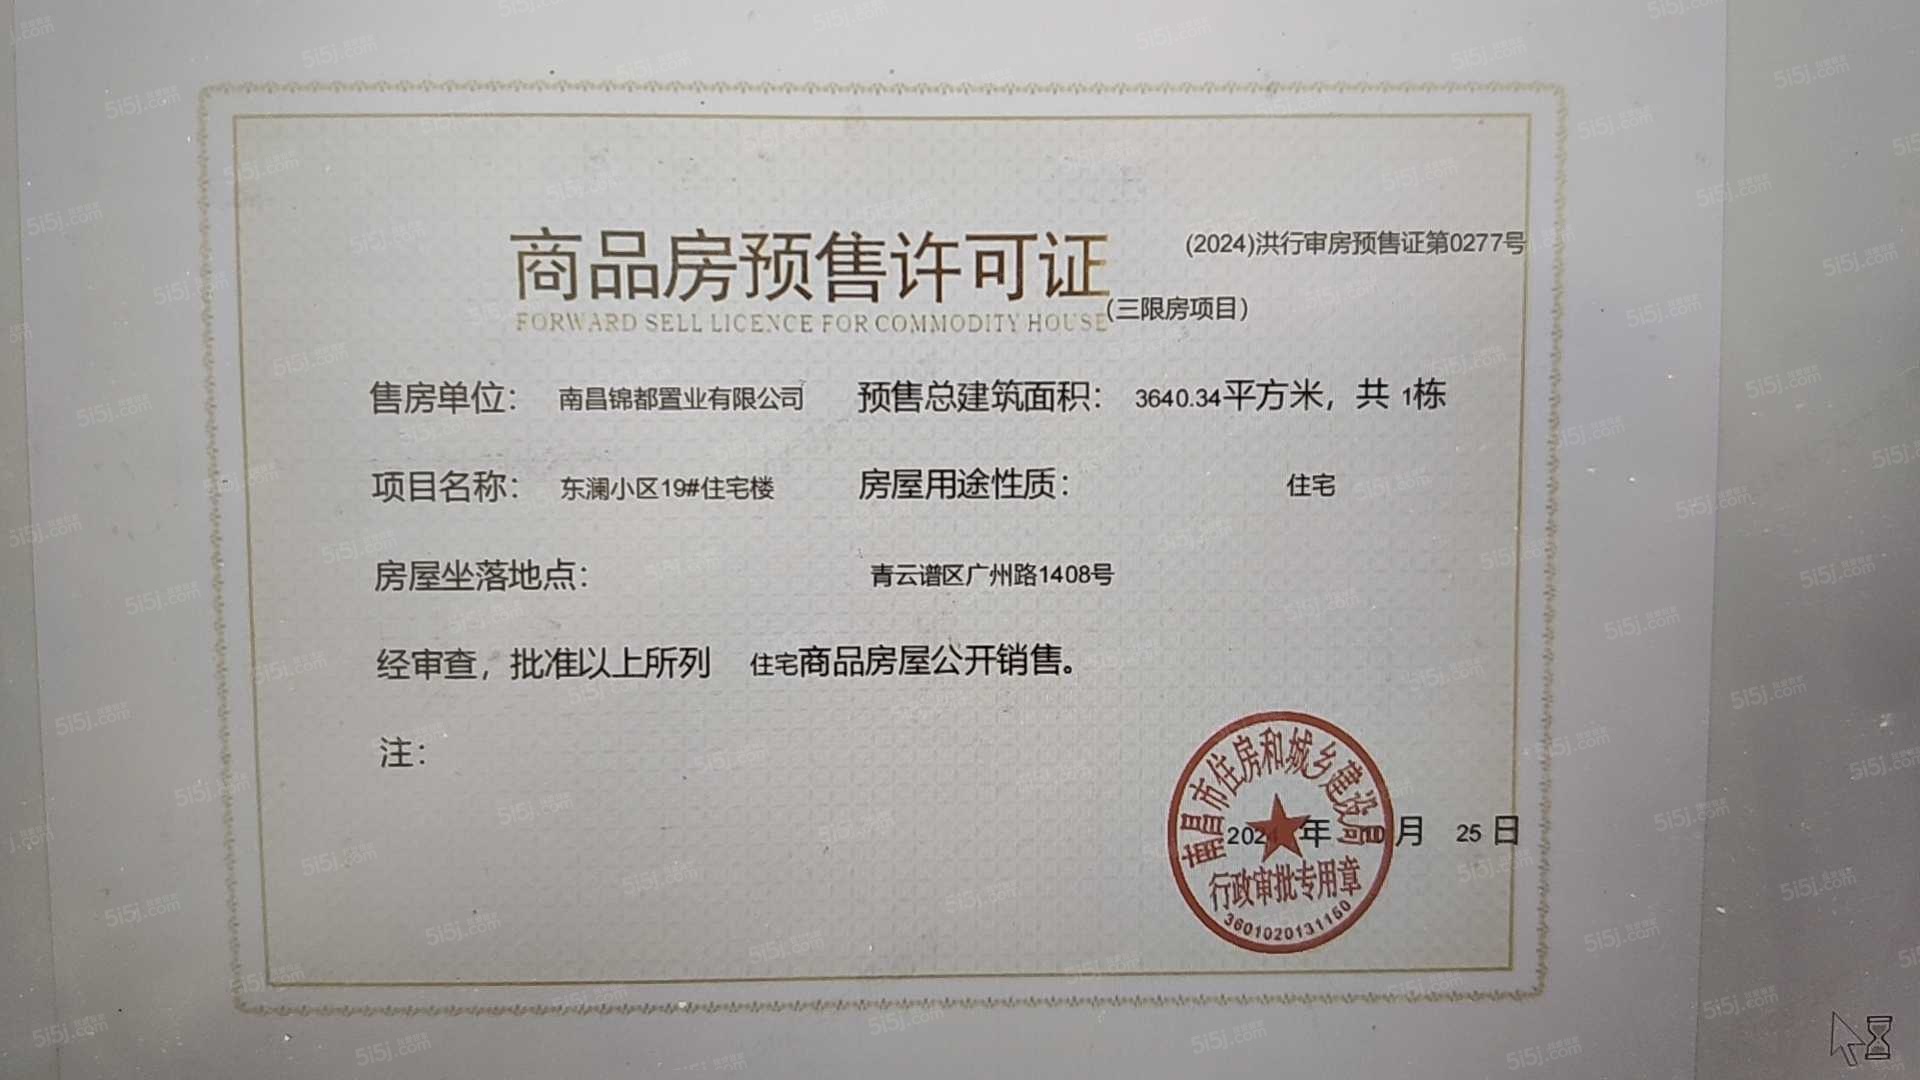 商品房预售许可证
FORWARD SELL LICENCE FOR COMMODITY HOUSE
(2024)洪行审房预售证第0277号
(三限房项目)
售房单位: 南昌锦都置业有限公司 预售总建筑面积: 3640.34平方米，共 1栋
项目名称: 东澜小区19#住宅楼 房屋用途性质: 住宅
房屋坐落地点: 青云谱区广州路1408号
经审查，批准以上所列 住宅商品房屋公开销售。
注:
2024 年 10 月 25 日
南昌市住房和城乡建设局
行政审批专用章
3601020131150
5i5j.com